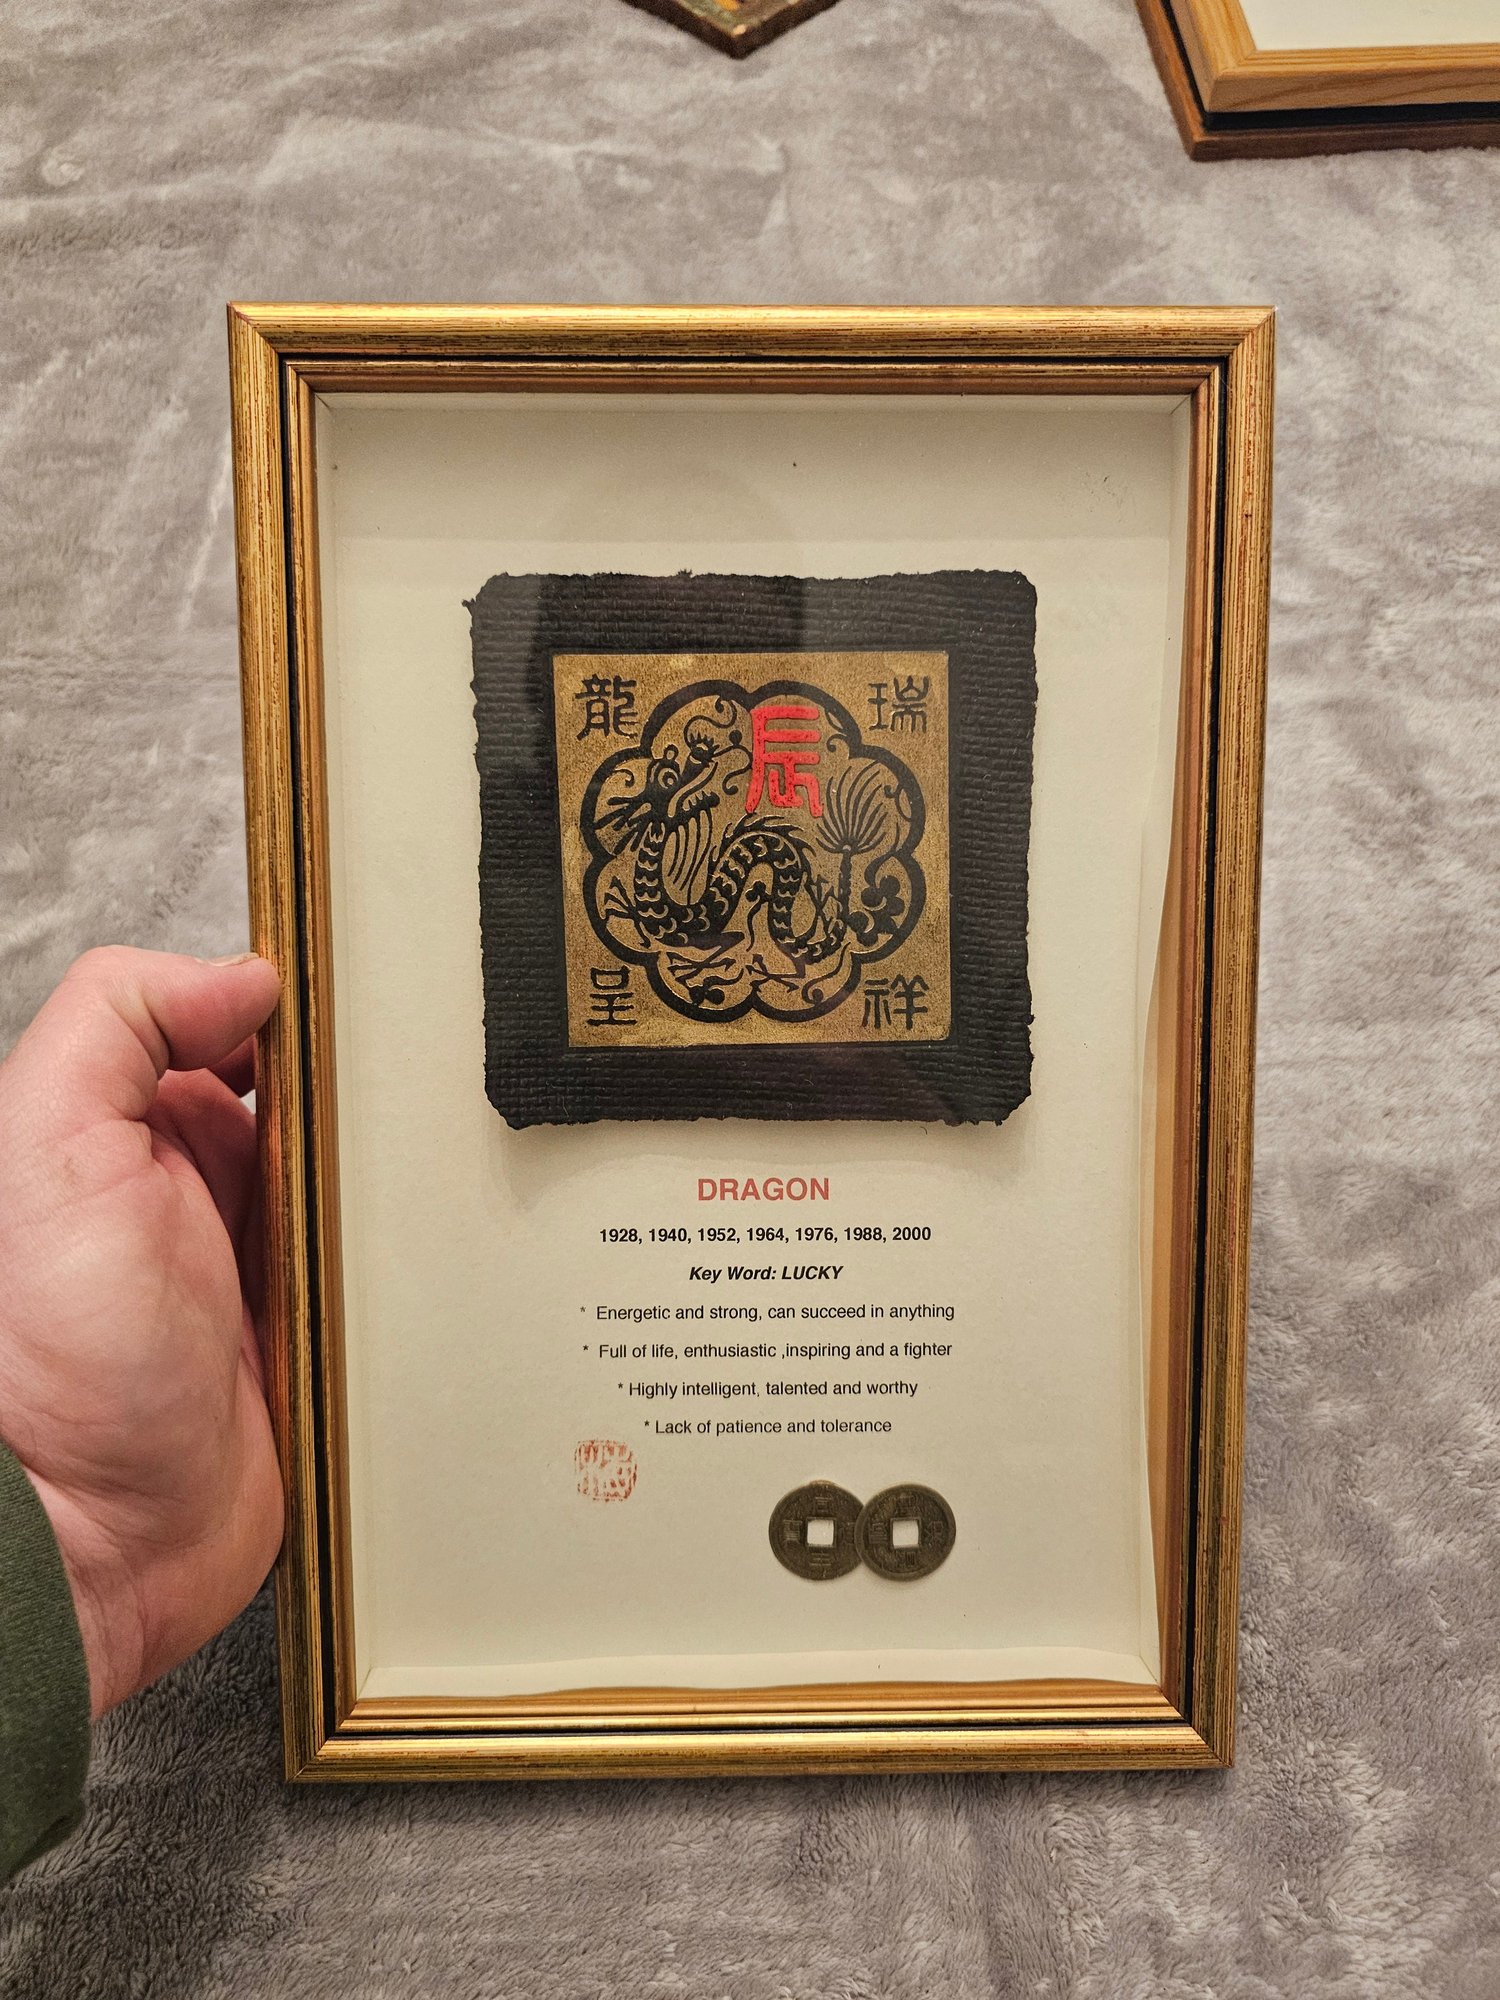 龍 瑞
辰
呈 祥
DRAGON
1928, 1940, 1952, 1964, 1976, 1988, 2000
Key Word: LUCKY
* Energetic and strong, can succeed in anything
* Full of life, enthusiastic ,inspiring and a fighter
* Highly intelligent, talented and worthy
* Lack of patience and tolerance